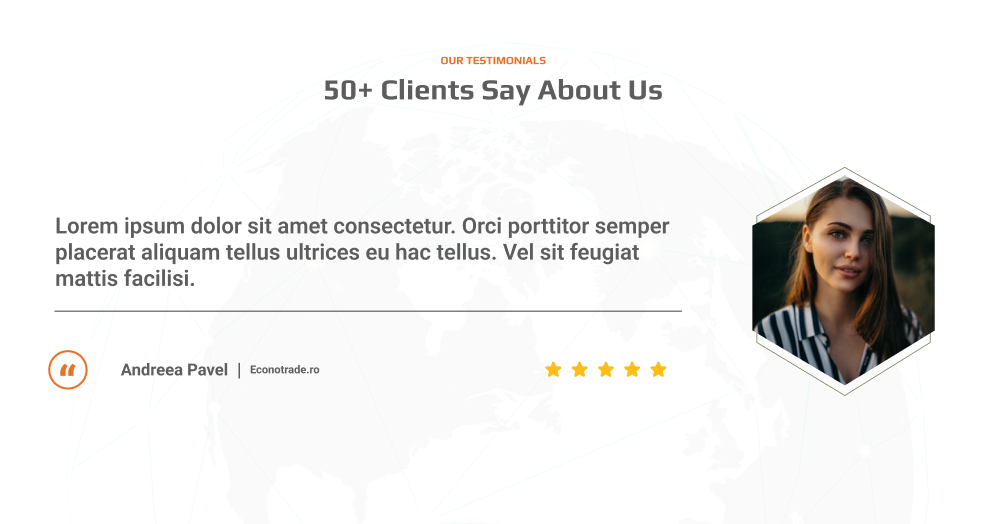 OUR TESTIMONIALS
50+ Clients Say About Us
Lorem ipsum dolor sit amet consectetur. Orci porttitor semper
placerat aliquam tellus ultrices eu hac tellus. Vel sit feugiat
mattis facilisi.
“ Andreea Pavel | Econotrade.ro